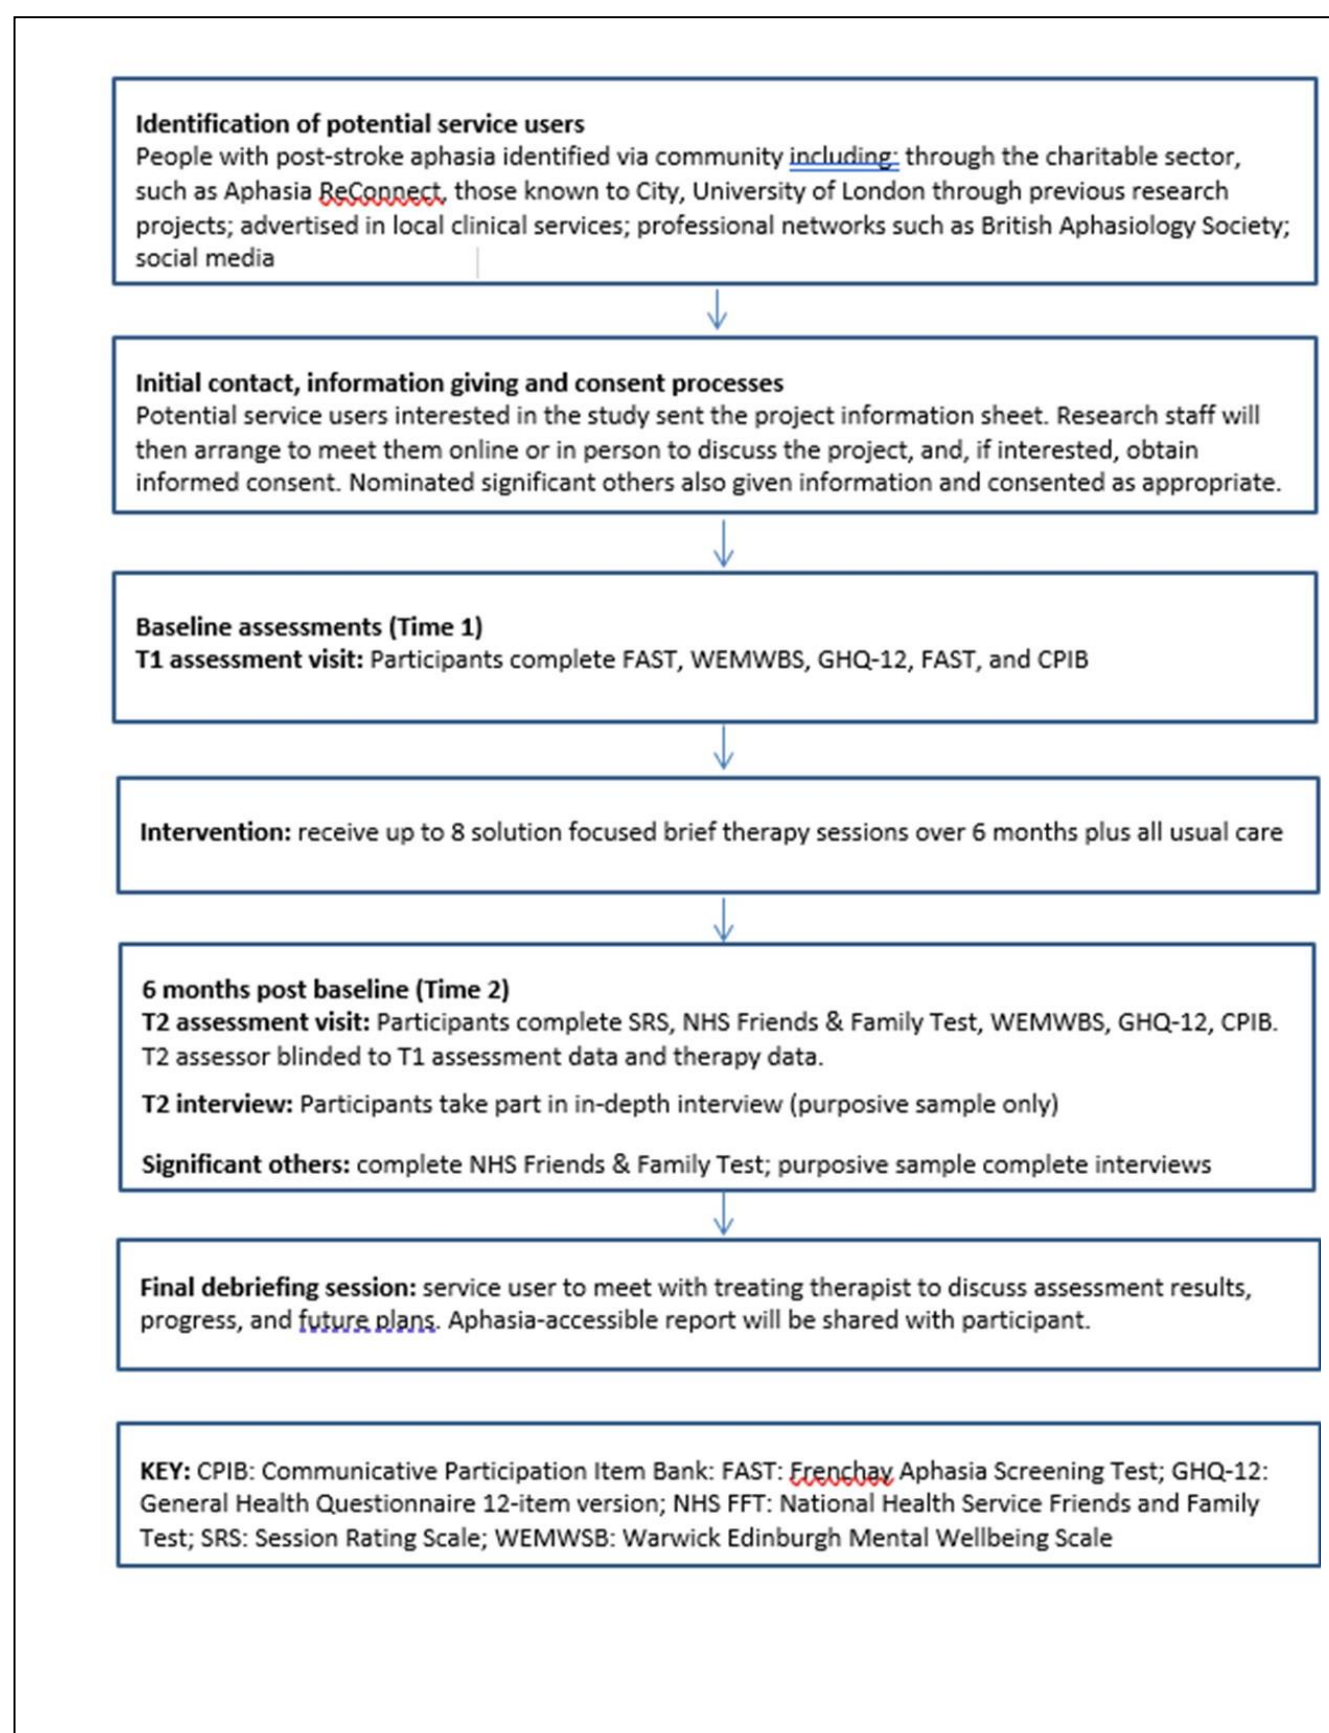 Identification of potential service users
People with post-stroke aphasia identified via community including: through the charitable sector,
such as Aphasia ReConnect, those known to City, University of London through previous research
projects; advertised in local clinical services; professional networks such as British Aphasiology Society;
social media
Initial contact, information giving and consent processes
Potential service users interested in the study sent the project information sheet. Research staff will
then arrange to meet them online or in person to discuss the project, and, if interested, obtain
informed consent. Nominated significant others also given information and consented as appropriate.
Baseline assessments (Time 1)
T1 assessment visit: Participants complete FAST, WEMWBS, GHQ-12, FAST, and CPIB
Intervention: receive up to 8 solution focused brief therapy sessions over 6 months plus all usual care
6 months post baseline (Time 2)
T2 assessment visit: Participants complete SRS, NHS Friends & Family Test, WEMWBS, GHQ-12, CPIB.
T2 assessor blinded to T1 assessment data and therapy data.
T2 interview: Participants take part in in-depth interview (purposive sample only)
Significant others: complete NHS Friends & Family Test; purposive sample complete interviews
Final debriefing session: service user to meet with treating therapist to discuss assessment results,
progress, and future plans. Aphasia-accessible report will be shared with participant.
KEY: CPIB: Communicative Participation Item Bank: FAST: Frenchay Aphasia Screening Test; GHQ-12:
General Health Questionnaire 12-item version; NHS FFT: National Health Service Friends and Family
Test; SRS: Session Rating Scale; WEMWSB: Warwick Edinburgh Mental Wellbeing Scale